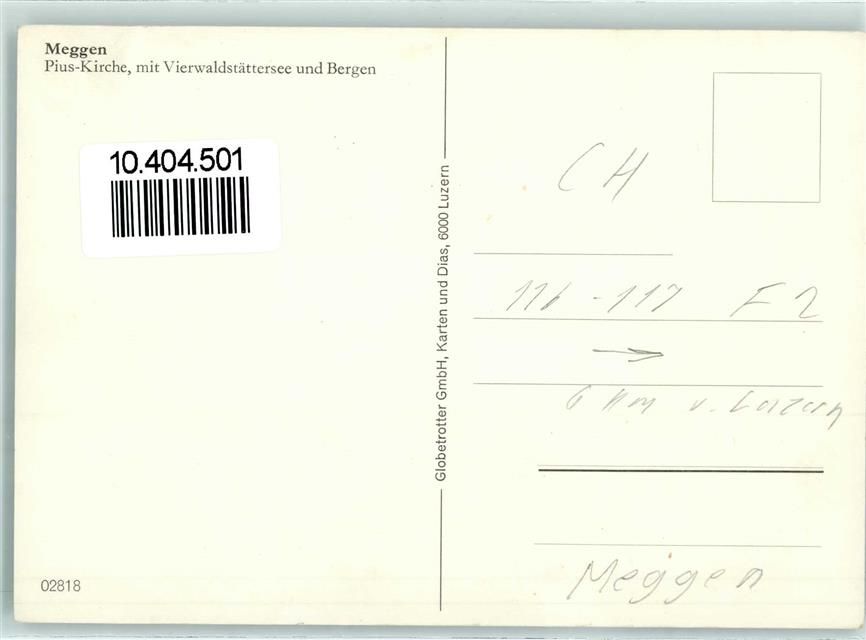 Meggen
Pius-Kirche, mit Vierwaldstättersee und Bergen
10.404.501
02818
Globetrotter GmbH, Karten und Dias, 6000 Luzern
CH
116-117 F2
→
6 km v. Luzern
Meggen